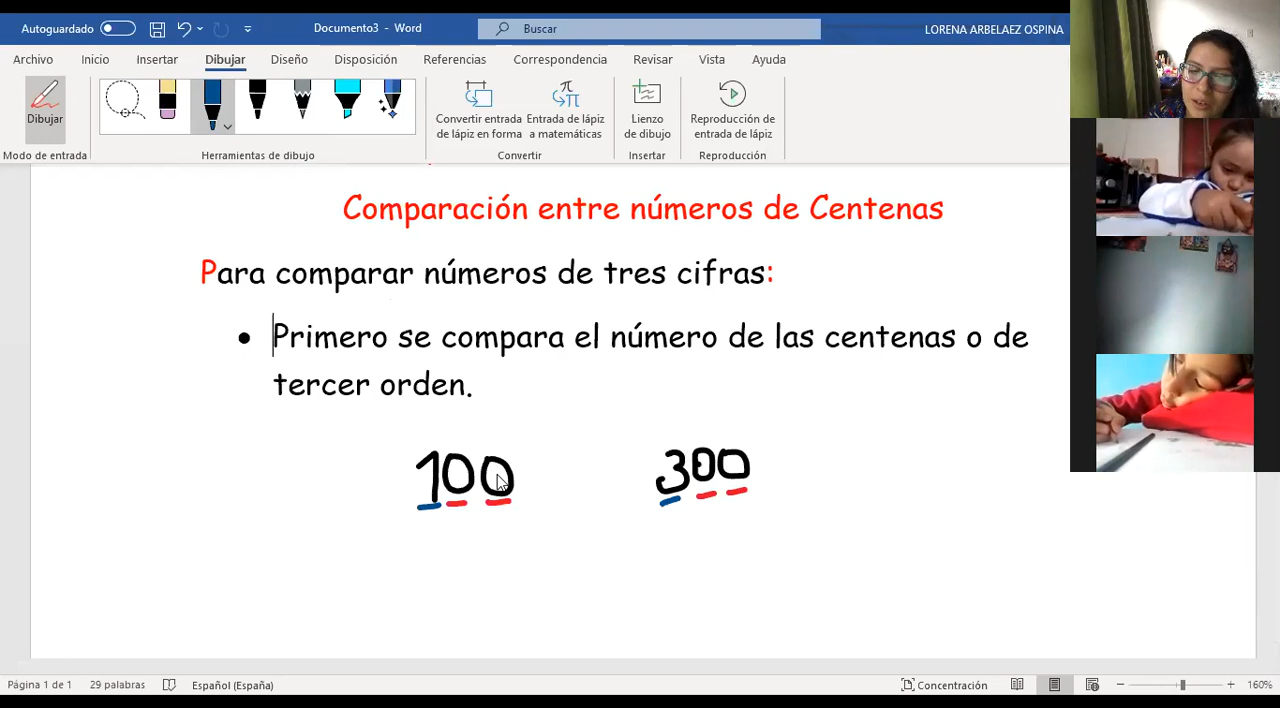 Autoguardado
Documento3 - Word
Buscar
LORENA ARBELAEZ OSPINA
Archivo Inicio Insertar Dibujar Diseño Disposición Referencias Correspondencia Revisar Vista Ayuda
Dibujar
Convertir entrada de lápiz en forma
Entrada de lápiz a matemáticas
Lienzo de dibujo
Reproducción de entrada de lápiz
Modo de entrada Herramientas de dibujo Convertir Insertar Reproducción
Comparación entre números de Centenas
Para comparar números de tres cifras:
• Primero se compara el número de las centenas o de
tercer orden.
100 300
Página 1 de 1 29 palabras Español (España) Concentración 160%